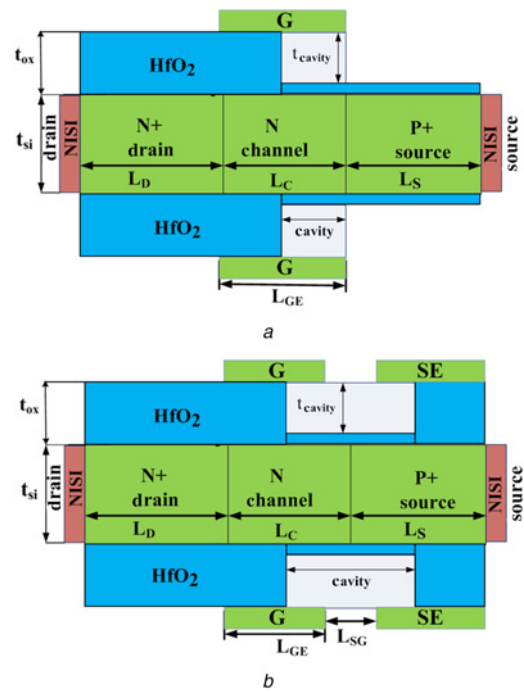 G
tox
HfO2
tcavity
tsi
drain
NISI
N+ drain
N channel
P+ source
NISI
source
LD
LC
LS
HfO2
cavity
G
LGE
a
G
SE
tox
HfO2
tcavity
tsi
drain
NISI
N+ drain
N channel
P+ source
NISI
source
LD
LC
LS
HfO2
cavity
G
SE
LGE
LSG
b